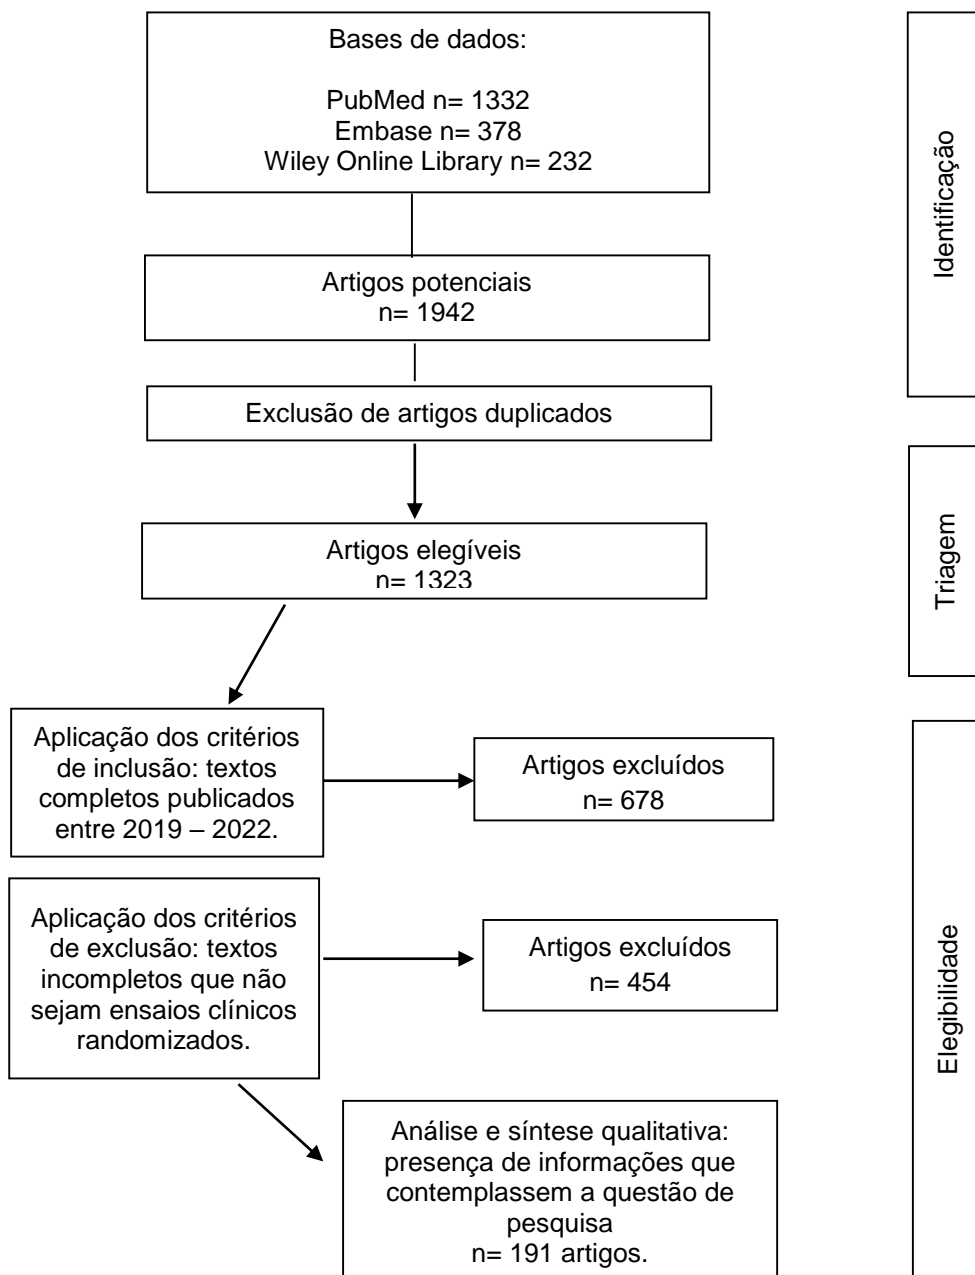 Bases de dados:
PubMed n= 1332
Embase n= 378
Wiley Online Library n= 232
Identificação
Artigos potenciais
n= 1942
Exclusão de artigos duplicados
Artigos elegíveis
n= 1323
Triagem
Aplicação dos critérios
de inclusão: textos
completos publicados
entre 2019 – 2022.
Artigos excluídos
n= 678
Aplicação dos critérios
de exclusão: textos
incompletos que não
sejam ensaios clínicos
randomizados.
Artigos excluídos
n= 454
Elegibilidade
Análise e síntese qualitativa:
presença de informações que
contemplassem a questão de
pesquisa
n= 191 artigos.